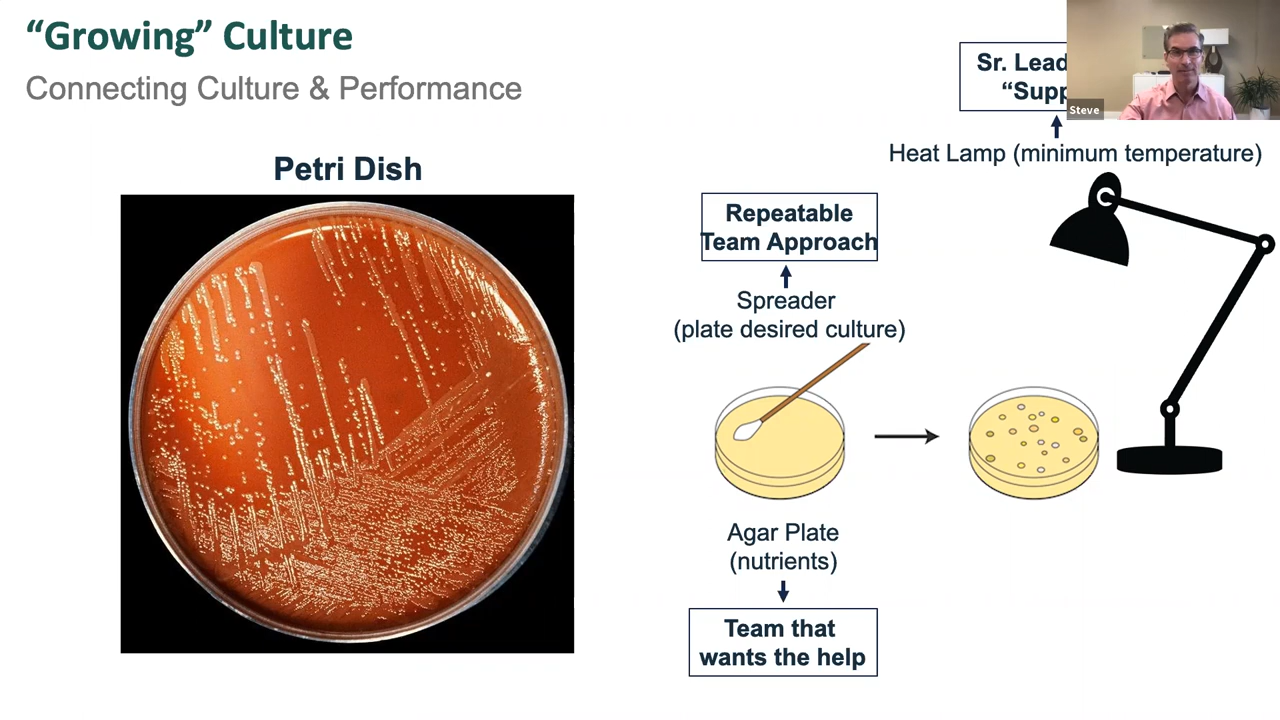 “Growing” Culture
Connecting Culture & Performance
Petri Dish
Sr. Lead
“Supp
Steve
Heat Lamp (minimum temperature)
Repeatable
Team Approach
Spreader
(plate desired culture)
Agar Plate
(nutrients)
Team that
wants the help